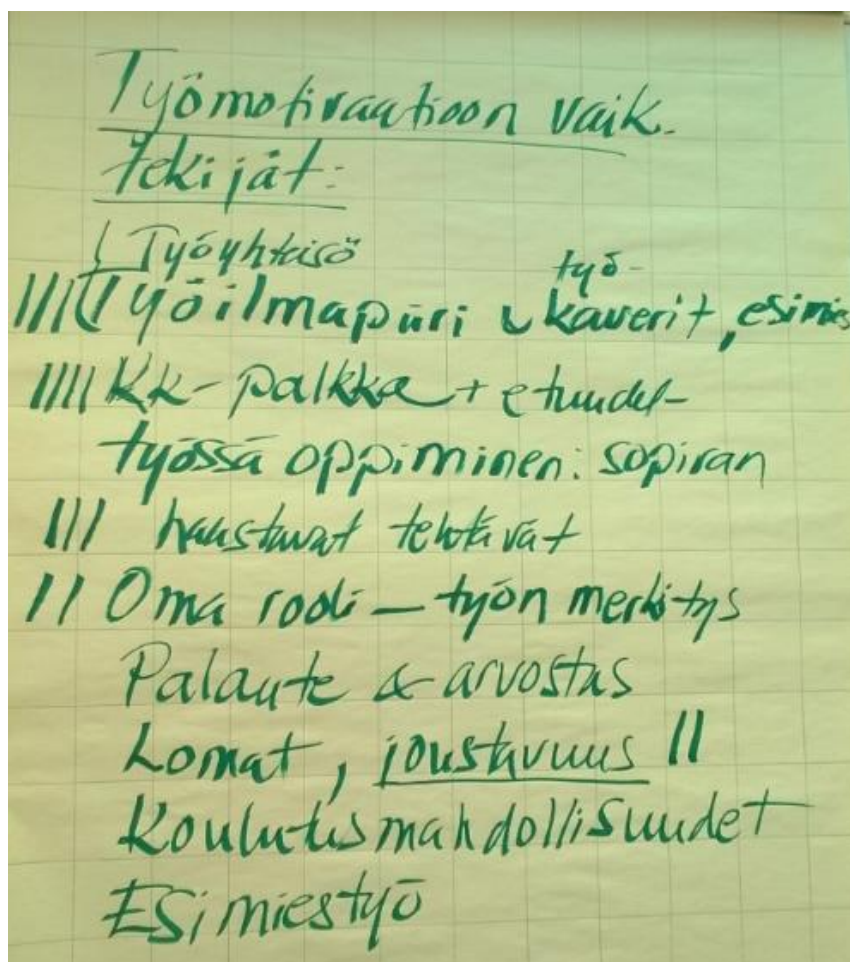 Työmotivaatioon vaik.
tekijät:
Työyhteisö
työ-
|||| Työilmapiiri kaverit, esimies
|||| KK-palkka + etuudet
työssä oppiminen: sopivan
||| haastavat tehtävät
|| Oma rooli – työn merkitys
Palaute & arvostus
Lomat, joustavuus ||
Koulutusmahdollisuudet
Esimiestyö